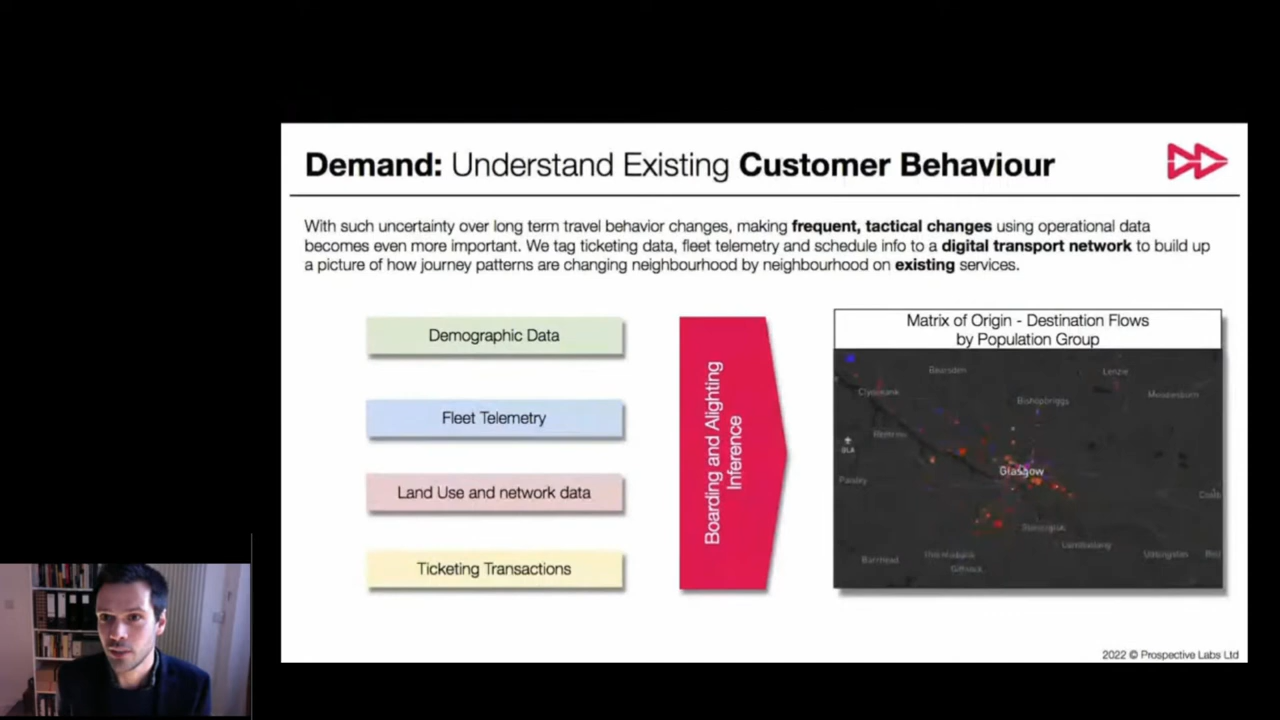 Demand: Understand Existing Customer Behaviour
With such uncertainty over long term travel behavior changes, making frequent, tactical changes using operational data
becomes even more important. We tag ticketing data, fleet telemetry and schedule info to a digital transport network to build up
a picture of how journey patterns are changing neighbourhood by neighbourhood on existing services.
Demographic Data
Fleet Telemetry
Land Use and network data
Ticketing Transactions
Boarding and Alighting
Inference
Matrix of Origin - Destination Flows
by Population Group
Bearsden
Lenzie
Clydebank
Bishopbriggs
Renfrew
GLA
Glasgow
Paisley
Barrhead
Giffnock
Uddingston
2022 © Prospective Labs Ltd